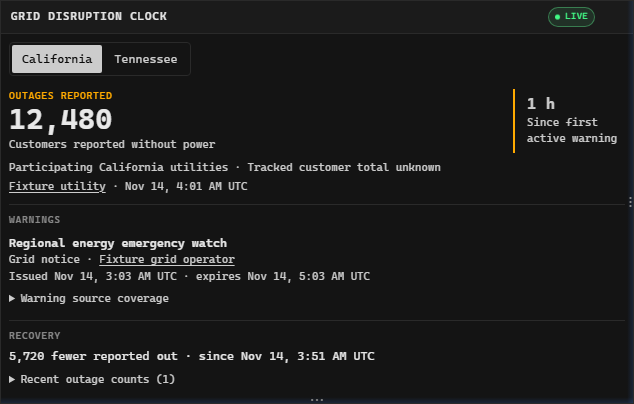 GRID DISRUPTION CLOCK
LIVE
California
Tennessee
OUTAGES REPORTED
12,480
Customers reported without power
1 h
Since first
active warning
Participating California utilities · Tracked customer total unknown
Fixture utility · Nov 14, 4:01 AM UTC
WARNINGS
Regional energy emergency watch
Grid notice · Fixture grid operator
Issued Nov 14, 3:03 AM UTC · expires Nov 14, 5:03 AM UTC
Warning source coverage
RECOVERY
5,720 fewer reported out · since Nov 14, 3:51 AM UTC
Recent outage counts (1)